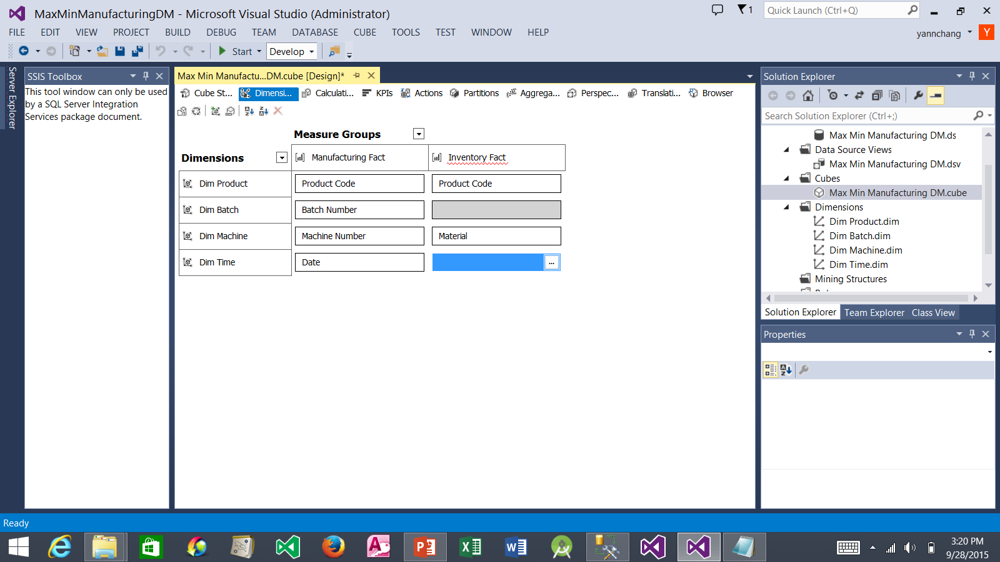 MaxMinManufacturingDM - Microsoft Visual Studio (Administrator)
1
Quick Launch (Ctrl+Q)
FILE EDIT VIEW PROJECT BUILD DEBUG TEAM DATABASE CUBE TOOLS TEST WINDOW HELP
yannchang
Y
Start
Develop
Server Explorer
SSIS Toolbox
This tool window can only be used
by a SQL Server Integration
Services package document.
Max Min Manufactu...DM.cube [Design]*
Cube St... Dimensi... Calculati... KPIs Actions Partitions Aggrega... Perspec... Translati... Browser
Measure Groups
Dimensions
Manufacturing Fact
Inventory Fact
Dim Product
Product Code
Product Code
Dim Batch
Batch Number
Dim Machine
Machine Number
Material
Dim Time
Date
...
Solution Explorer
Search Solution Explorer (Ctrl+;)
Max Min Manufacturing DM.ds
Data Source Views
Max Min Manufacturing DM.dsv
Cubes
Max Min Manufacturing DM.cube
Dimensions
Dim Product.dim
Dim Batch.dim
Dim Machine.dim
Dim Time.dim
Mining Structures
Solution Explorer Team Explorer Class View
Properties
Ready
3:20 PM
9/28/2015